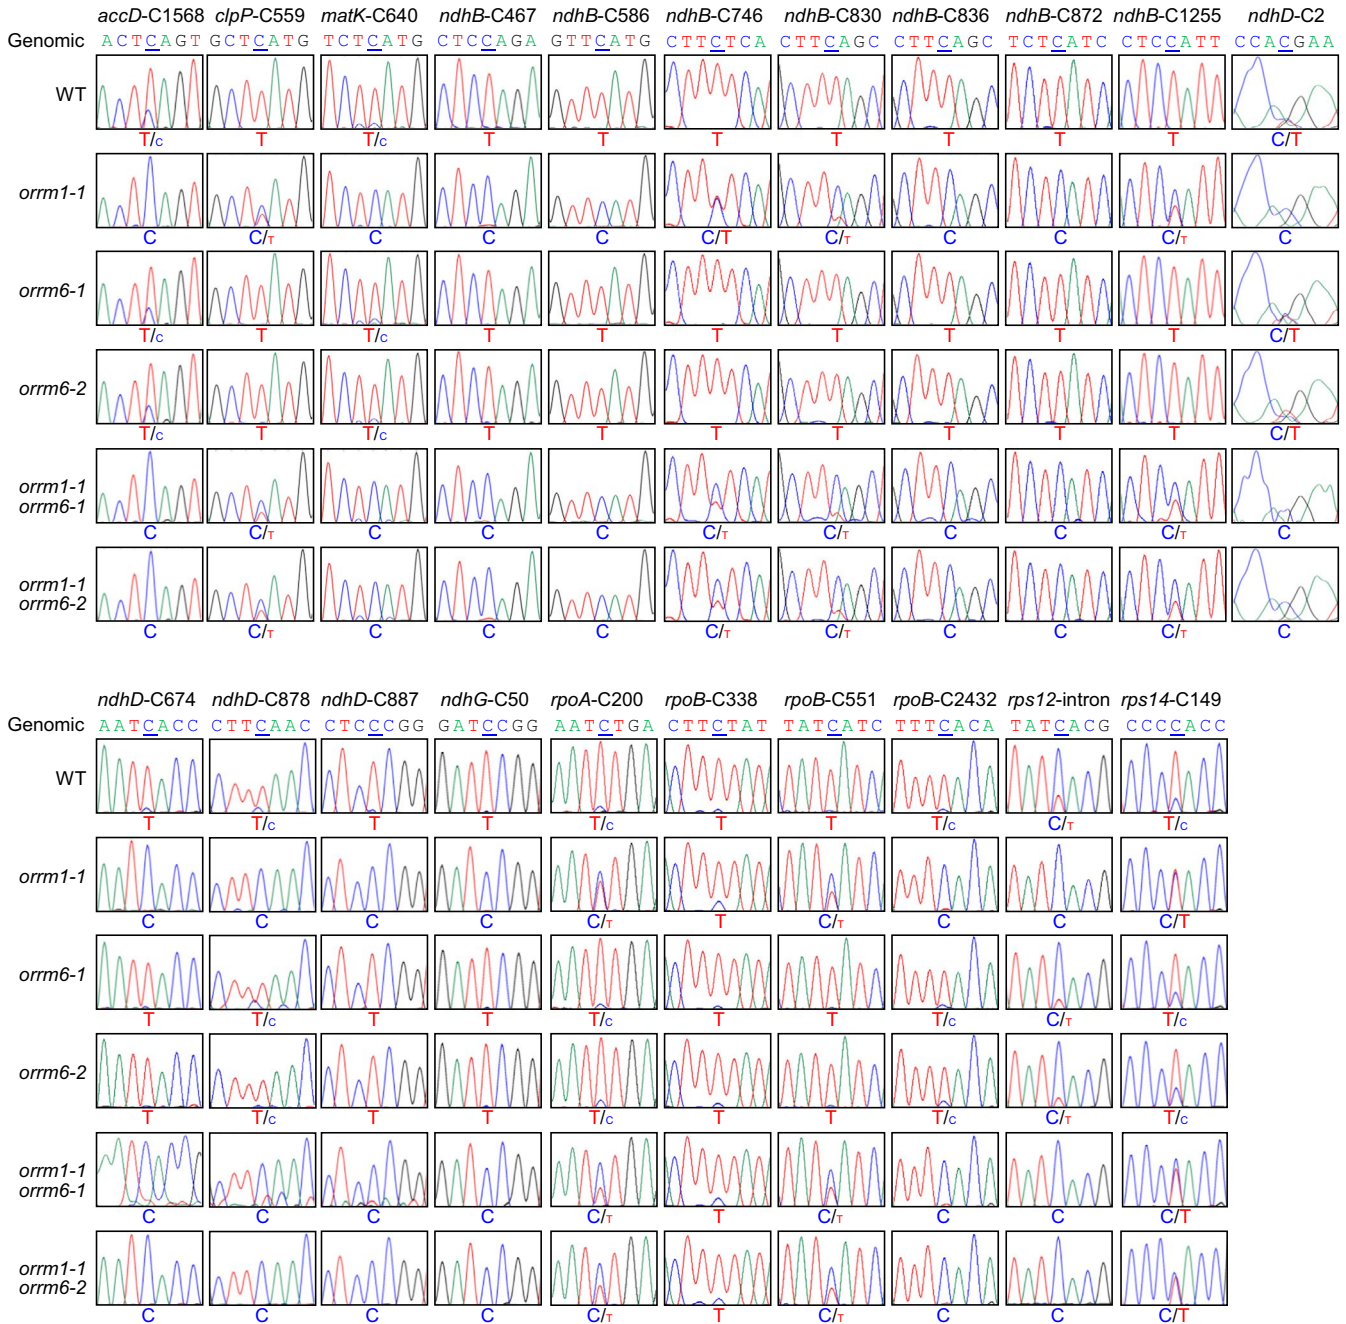 accD-C1568 clpP-C559 matK-C640 ndhB-C467 ndhB-C586 ndhB-C746 ndhB-C830 ndhB-C836 ndhB-C872 ndhB-C1255 ndhD-C2
Genomic ACTCAGT GCTCATG TCTCATG CTCCAGA GTTCATG CTTCTCA CTTCAGC CTTCAGC TCTCATC CTCCATT CCACGAA
WT
T/c T T/c T T T T T T T C/T
orrm1-1
C C/T C C C C/T C/T C C C/T C
orrm6-1
T/c T T/c T T T T T T T C/T
orrm6-2
T/c T T/c T T T T T T T C/T
orrm1-1
orrm6-1
C C/T C C C C/T C/T C C C/T C
orrm1-1
orrm6-2
C C/T C C C C/T C/T C C C/T C
ndhD-C674 ndhD-C878 ndhD-C887 ndhG-C50 rpoA-C200 rpoB-C338 rpoB-C551 rpoB-C2432 rps12-intron rps14-C149
Genomic AATCACC CTTCAAC CTCCCGG GATCCGG AATCTGA CTTCTAT TATCATC TTTCACA TATCACG CCCCACC
WT
T T/c T T T/c T T T/c C/T T/c
orrm1-1
C C C C C/T T C/T C C C/T
orrm6-1
T T/c T T T/c T T T/c C/T T/c
orrm6-2
T T/c T T T/c T T T/c C/T T/c
orrm1-1
orrm6-1
C C C C C/T T C/T C C C/T
orrm1-1
orrm6-2
C C C C C/T T C/T C C C/T